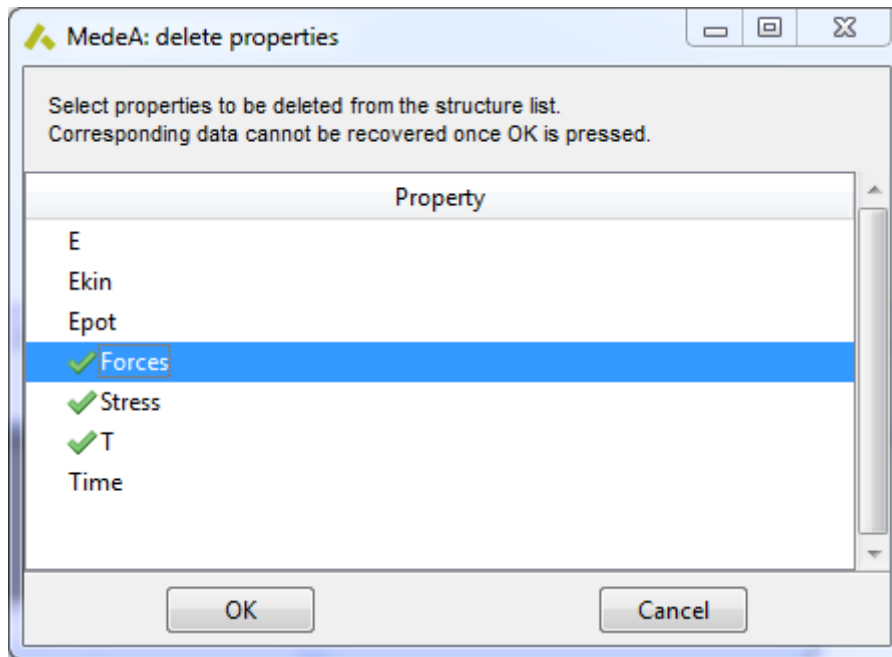 MedeA: delete properties
Select properties to be deleted from the structure list.
Corresponding data cannot be recovered once OK is pressed.
Property
E
Ekin
Epot
Forces
Stress
T
Time
OK Cancel